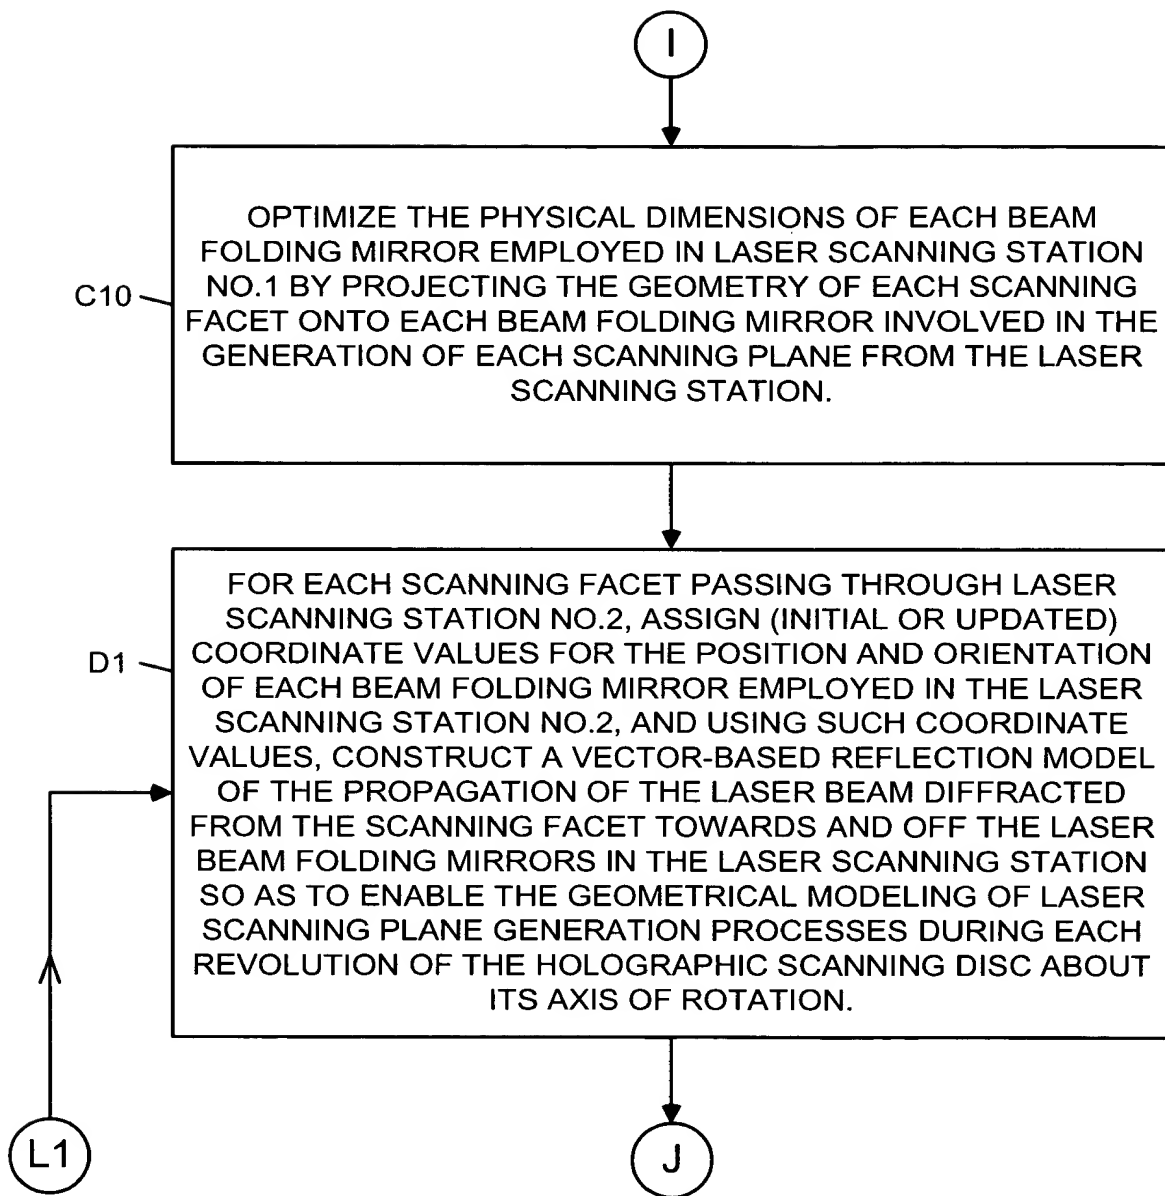 I
OPTIMIZE THE PHYSICAL DIMENSIONS OF EACH BEAM
FOLDING MIRROR EMPLOYED IN LASER SCANNING STATION
NO.1 BY PROJECTING THE GEOMETRY OF EACH SCANNING
FACET ONTO EACH BEAM FOLDING MIRROR INVOLVED IN THE
GENERATION OF EACH SCANNING PLANE FROM THE LASER
SCANNING STATION.
C10
FOR EACH SCANNING FACET PASSING THROUGH LASER
SCANNING STATION NO.2, ASSIGN (INITIAL OR UPDATED)
COORDINATE VALUES FOR THE POSITION AND ORIENTATION
OF EACH BEAM FOLDING MIRROR EMPLOYED IN THE LASER
SCANNING STATION NO.2, AND USING SUCH COORDINATE
VALUES, CONSTRUCT A VECTOR-BASED REFLECTION MODEL
OF THE PROPAGATION OF THE LASER BEAM DIFFRACTED
FROM THE SCANNING FACET TOWARDS AND OFF THE LASER
BEAM FOLDING MIRRORS IN THE LASER SCANNING STATION
SO AS TO ENABLE THE GEOMETRICAL MODELING OF LASER
SCANNING PLANE GENERATION PROCESSES DURING EACH
REVOLUTION OF THE HOLOGRAPHIC SCANNING DISC ABOUT
ITS AXIS OF ROTATION.
D1
L1
J